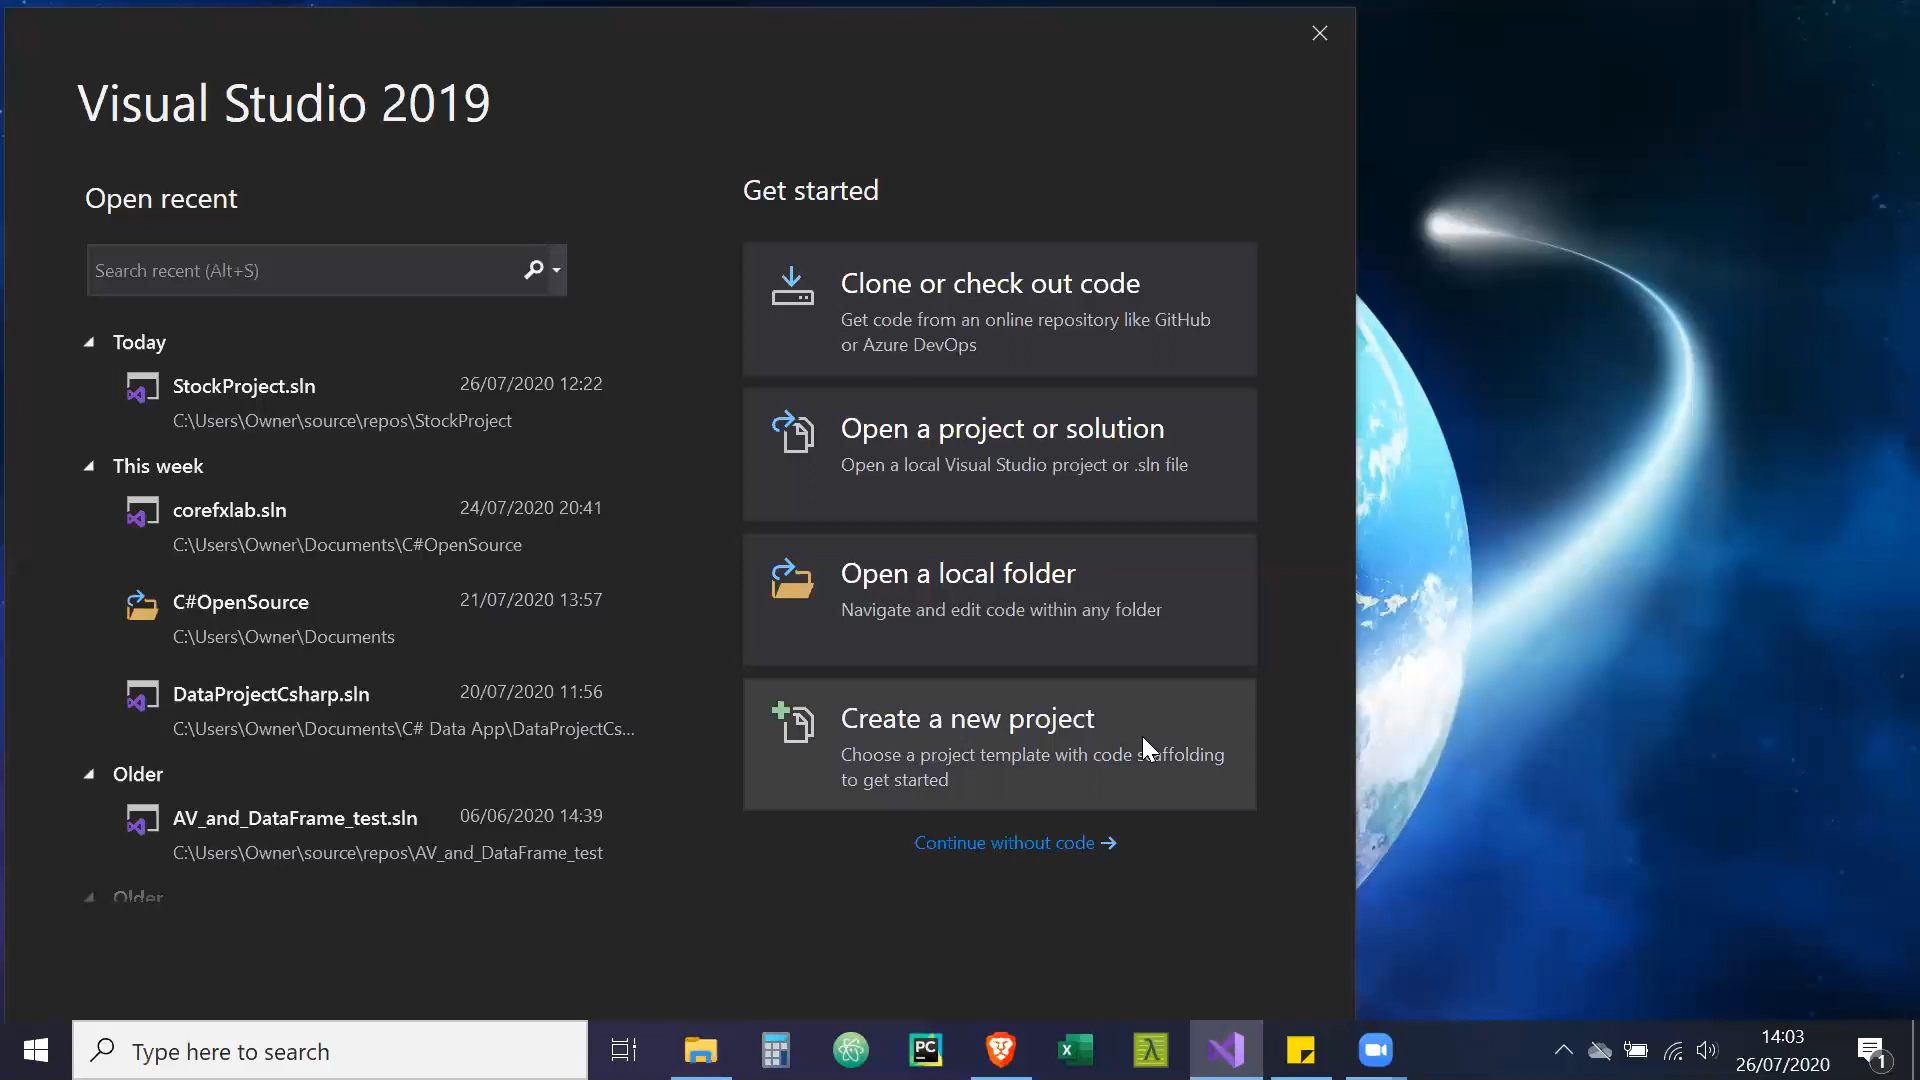 Visual Studio 2019
Open recent
Search recent (Alt+S)
Today
StockProject.sln 26/07/2020 12:22
C:\Users\Owner\source\repos\StockProject
This week
corefxlab.sln 24/07/2020 20:41
C:\Users\Owner\Documents\C#OpenSource
C#OpenSource 21/07/2020 13:57
C:\Users\Owner\Documents
DataProjectCsharp.sln 20/07/2020 11:56
C:\Users\Owner\Documents\C# Data App\DataProjectCs...
Older
AV_and_DataFrame_test.sln 06/06/2020 14:39
C:\Users\Owner\source\repos\AV_and_DataFrame_test
Older
Get started
Clone or check out code
Get code from an online repository like GitHub
or Azure DevOps
Open a project or solution
Open a local Visual Studio project or .sln file
Open a local folder
Navigate and edit code within any folder
Create a new project
Choose a project template with code scaffolding
to get started
Continue without code →
Type here to search
PC
14:03
26/07/2020
1